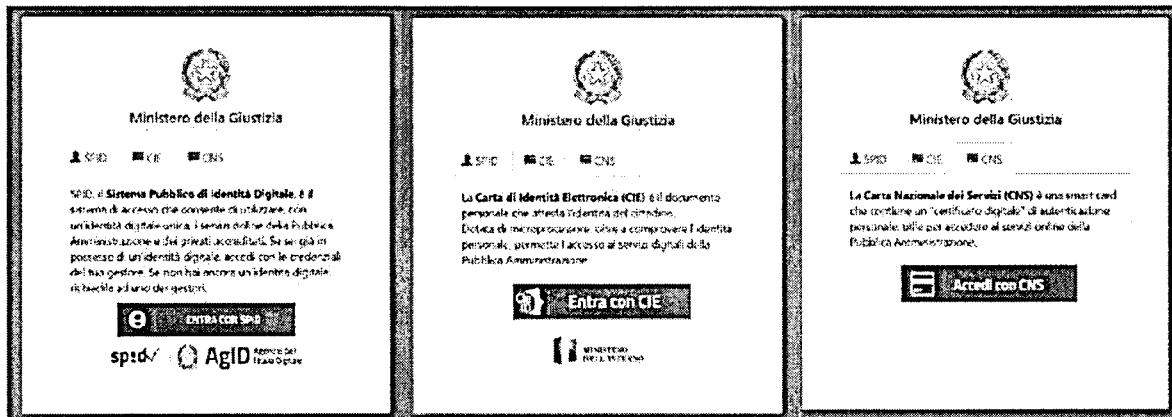 Ministero della Giustizia
SPID CIE CNS
SPID, il Sistema Pubblico di Identità Digitale, è il
sistema di accesso che consente di utilizzare, con
un'identità digitale unica, i servizi online della Pubblica
Amministrazione e dei privati accreditati. Se sei già in
possesso di un'identità digitale, accedi con le credenziali
del tuo gestore. Se non hai ancora un'identità digitale,
richiedila ad uno dei gestori.
ENTRA CON SPID
spid AgID Agenzia per
l'Italia Digitale
Ministero della Giustizia
SPID CIE CNS
La Carta di Identità Elettronica (CIE) è il documento
personale che attesta l'identità del cittadino.
Dotata di microprocessore, oltre a comprovare l'identità
personale, permette l'accesso ai servizi digitali della
Pubblica Amministrazione
Entra con CIE
MINISTERO
DELL'INTERNO
Ministero della Giustizia
SPID CIE CNS
La Carta Nazionale dei Servizi (CNS) è una smart card
che contiene un "certificato digitale" di autenticazione
personale, utile per accedere ai servizi online della
Pubblica Amministrazione.
Accedi con CNS